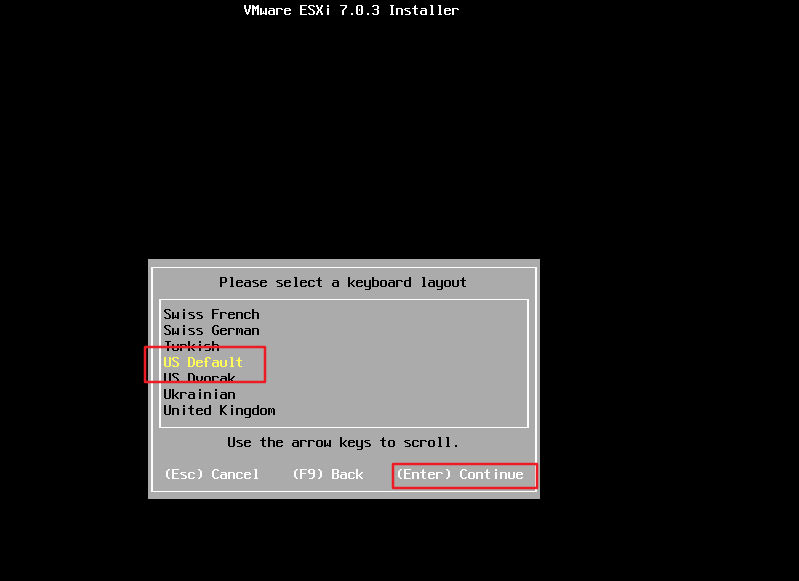 VMware ESXi 7.0.3 Installer
Please select a keyboard layout
Swiss French
Swiss German
Turkish
US Default
US Dvorak
Ukrainian
United Kingdom
Use the arrow keys to scroll.
(Esc) Cancel    (F9) Back    (Enter) Continue